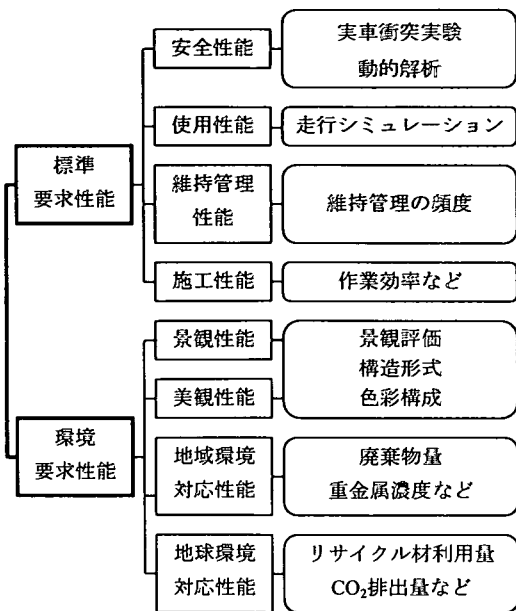 標準
要求性能
安全性能
実車衝突実験
動的解析
使用性能
走行シミュレーション
維持管理
性能
維持管理の頻度
施工性能
作業効率など
環境
要求性能
景観性能
美観性能
景観評価
構造形式
色彩構成
地域環境
対応性能
廃棄物量
重金属濃度など
地球環境
対応性能
リサイクル材利用量
CO₂排出量など